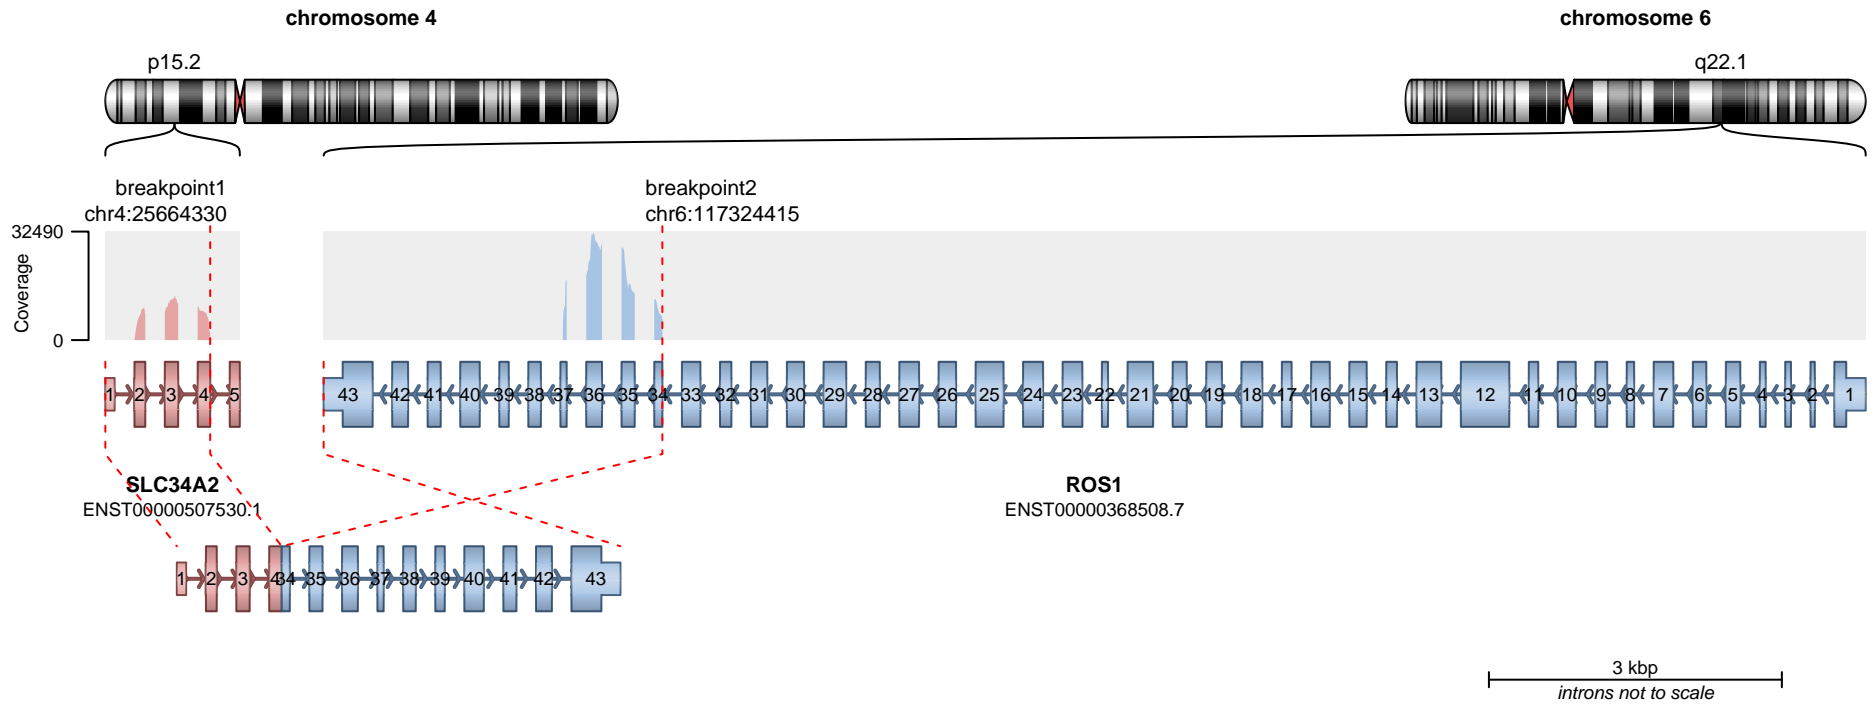 chromosome 4
chromosome 6
p15.2
q22.1
breakpoint1
chr4:25664330
breakpoint2
chr6:117324415
32490
Coverage
0
1 2 3 4 5
43 42 41 40 39 38 37 36 35 34 33 32 31 30 29 28 27 26 25 24 23 22 21 20 19 18 17 16 15 14 13 12 11 10 9 8 7 6 5 4 3 2 1
SLC34A2
ENST00000507530.1
ROS1
ENST00000368508.7
1 2 3 4 34 35 36 37 38 39 40 41 42 43
3 kbp
introns not to scale